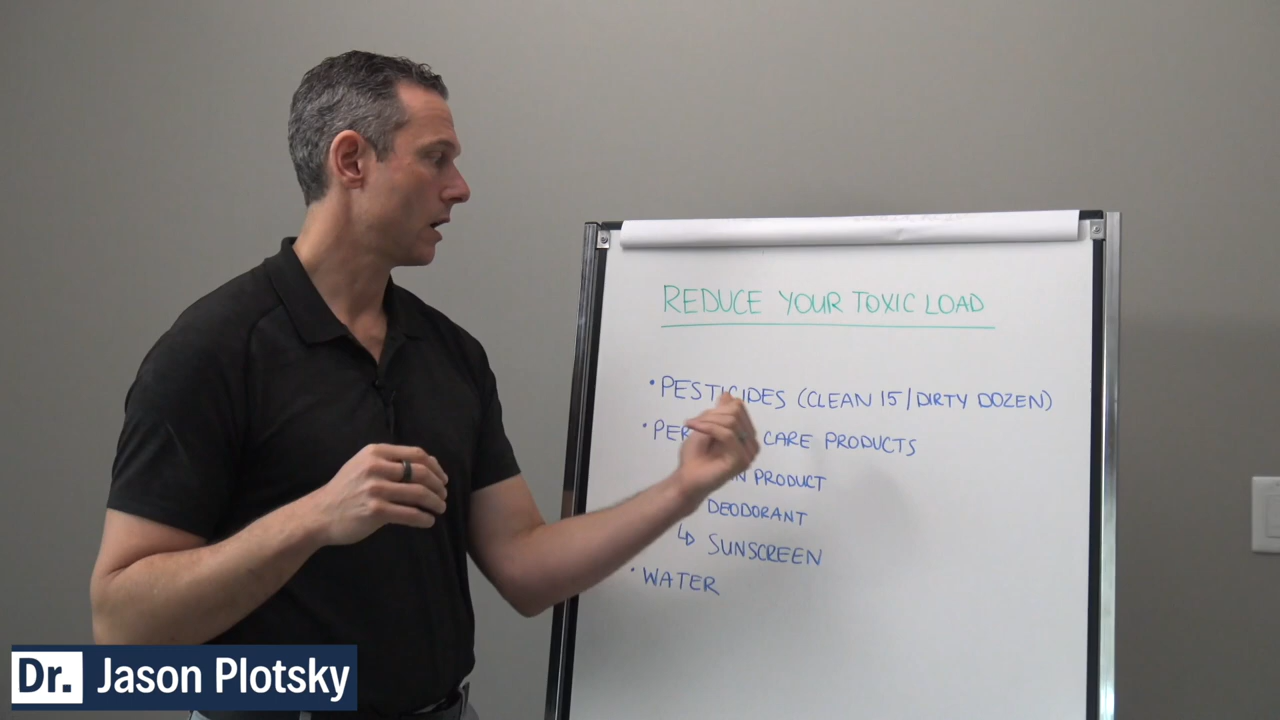 REDUCE YOUR TOXIC LOAD
• PESTICIDES (CLEAN 15/DIRTY DOZEN)
• CARE PRODUCTS
PRODUCT
DEODORANT
↳ SUNSCREEN
• WATER
Dr. Jason Plotsky